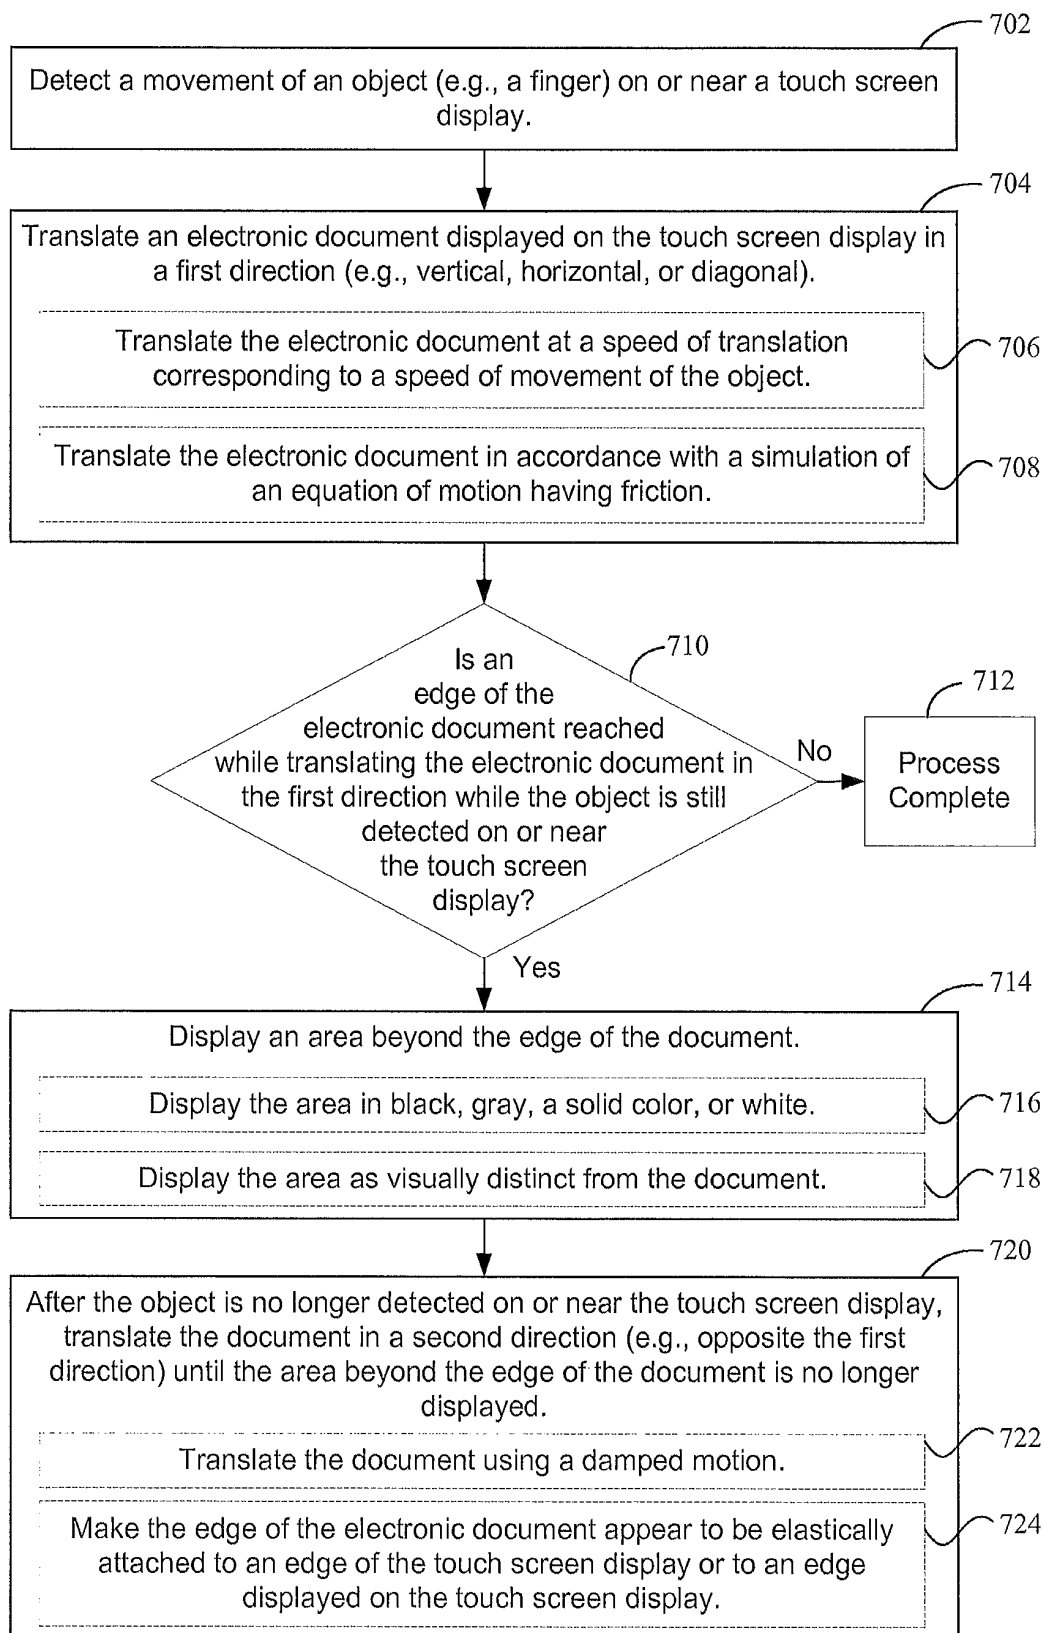 702
Detect a movement of an object (e.g., a finger) on or near a touch screen
display.
704
Translate an electronic document displayed on the touch screen display in
a first direction (e.g., vertical, horizontal, or diagonal).
Translate the electronic document at a speed of translation
corresponding to a speed of movement of the object.
706
Translate the electronic document in accordance with a simulation of
an equation of motion having friction.
708
Is an
edge of the
electronic document reached
while translating the electronic document in
the first direction while the object is still
detected on or near
the touch screen
display?
710
No
712
Process
Complete
Yes
714
Display an area beyond the edge of the document.
Display the area in black, gray, a solid color, or white.
716
Display the area as visually distinct from the document.
718
720
After the object is no longer detected on or near the touch screen display,
translate the document in a second direction (e.g., opposite the first
direction) until the area beyond the edge of the document is no longer
displayed.
Translate the document using a damped motion.
722
Make the edge of the electronic document appear to be elastically
attached to an edge of the touch screen display or to an edge
displayed on the touch screen display.
724